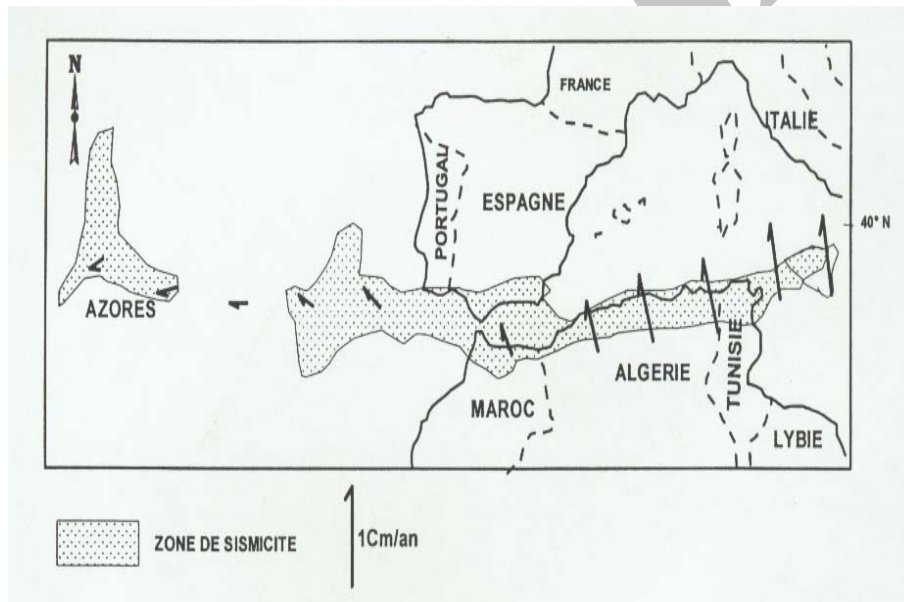 N
FRANCE
ITALIE
PORTUGAL
ESPAGNE
40° N
AZORES
ALGERIE
TUNISIE
MAROC
LYBIE
ZONE DE SISMICITE
1Cm/an